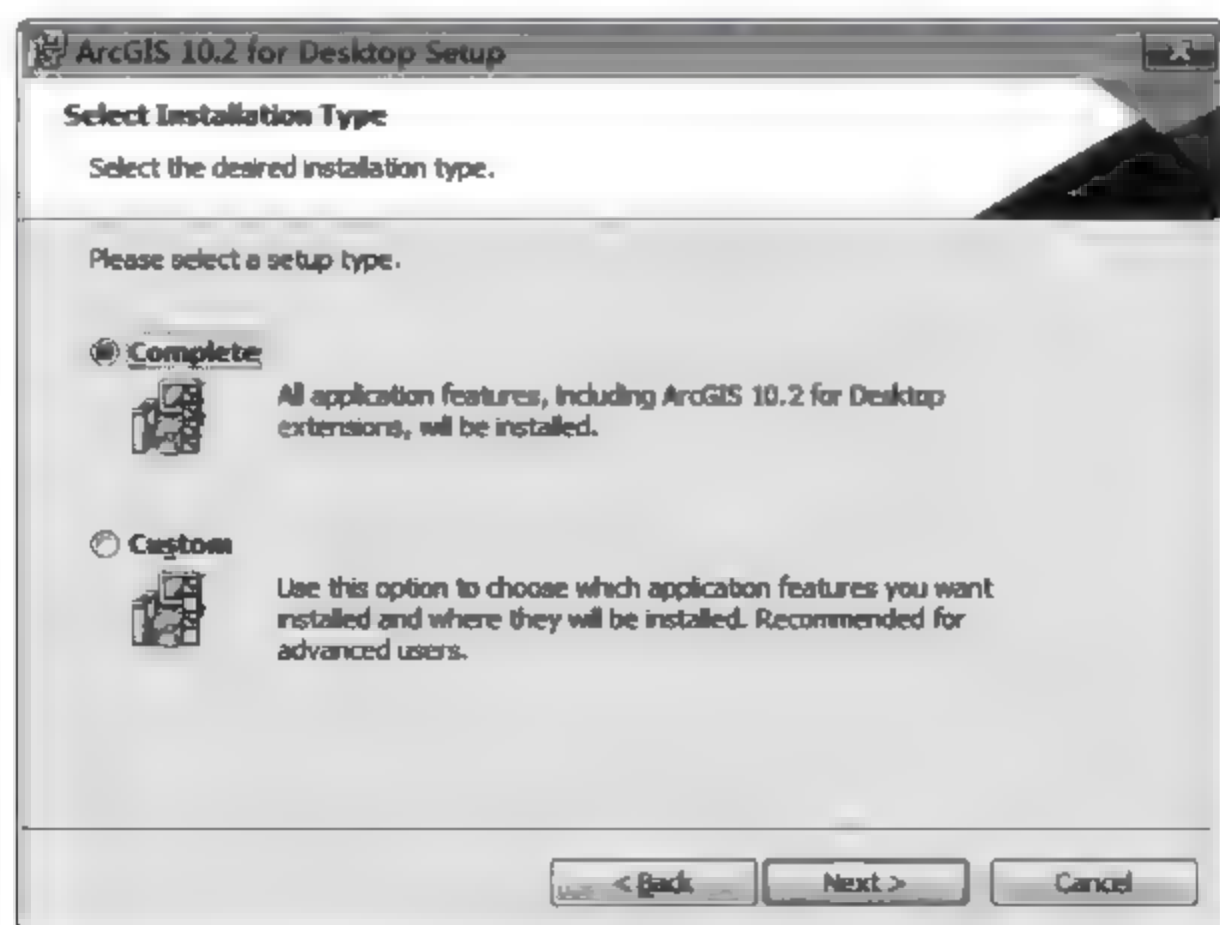 ArcGIS 10.2 for Desktop Setup
Select Installation Type
Select the desired installation type.
Please select a setup type.
Complete
All application features, including ArcGIS 10.2 for Desktop
extensions, will be installed.
Custom
Use this option to choose which application features you want
installed and where they will be installed. Recommended for
advanced users.
< Back
Next >
Cancel